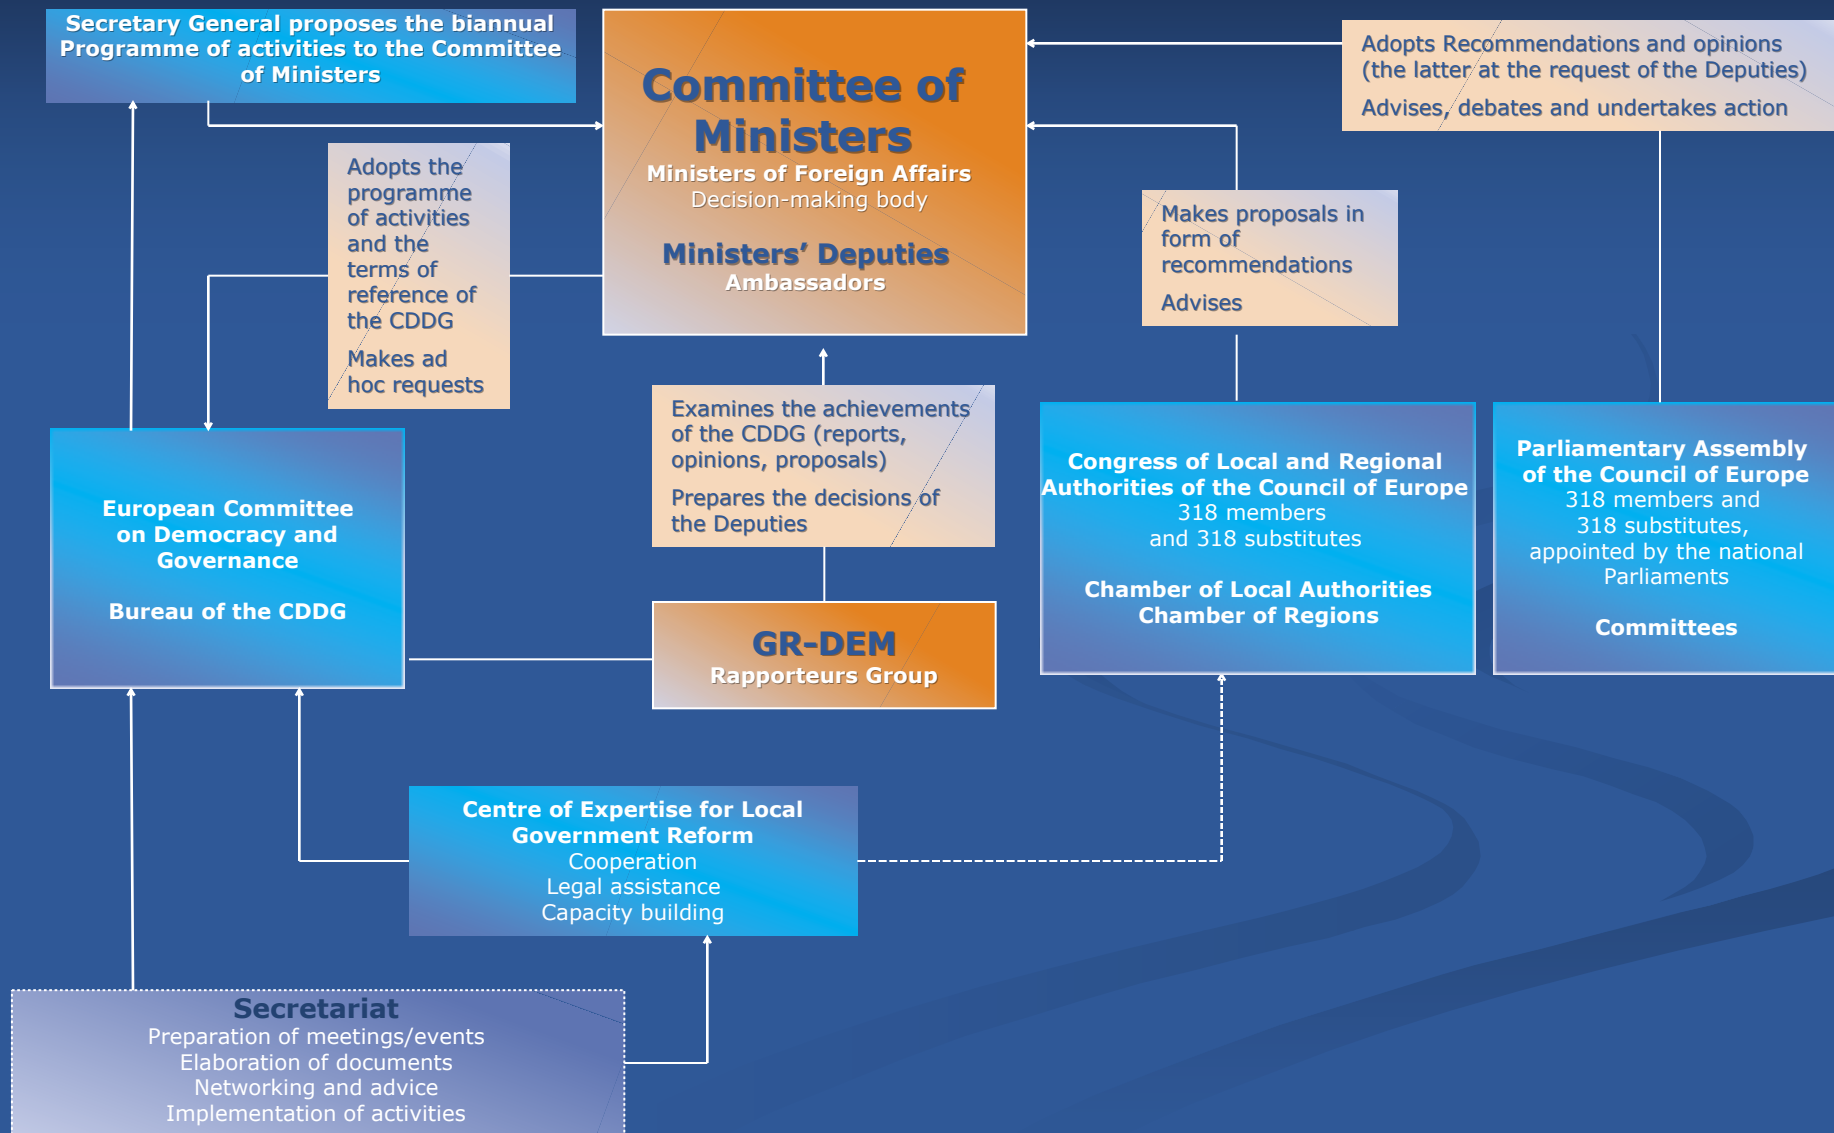 Secretary General proposes the biannual
Programme of activities to the Committee
of Ministers
Committee of
Ministers
Ministers of Foreign Affairs
Decision-making body
Ministers’ Deputies
Ambassadors
Adopts Recommendations and opinions
(the latter at the request of the Deputies)
Advises, debates and undertakes action
Adopts the
programme
of activities
and the
terms of
reference of
the CDDG
Makes ad
hoc requests
Makes proposals in
form of
recommendations
Advises
Examines the achievements
of the CDDG (reports,
opinions, proposals)
Prepares the decisions of
the Deputies
European Committee
on Democracy and
Governance
Bureau of the CDDG
GR-DEM
Rapporteurs Group
Congress of Local and Regional
Authorities of the Council of Europe
318 members
and 318 substitutes
Chamber of Local Authorities
Chamber of Regions
Parliamentary Assembly
of the Council of Europe
318 members and
318 substitutes,
appointed by the national
Parliaments
Committees
Centre of Expertise for Local
Government Reform
Cooperation
Legal assistance
Capacity building
Secretariat
Preparation of meetings/events
Elaboration of documents
Networking and advice
Implementation of activities